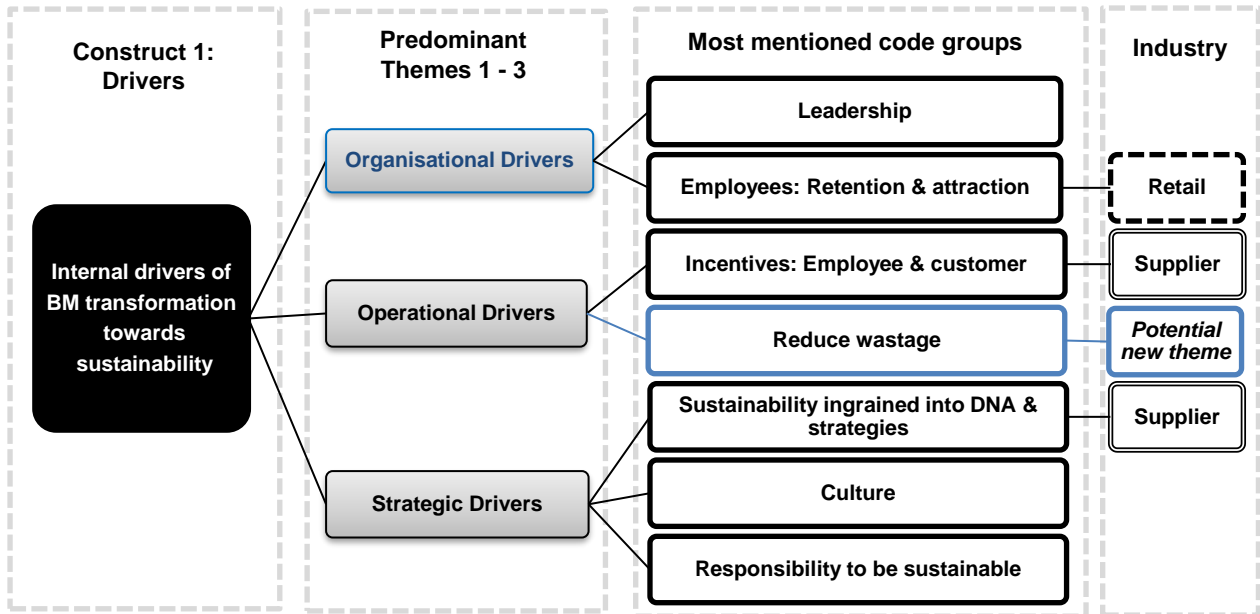 Construct 1:
Drivers
Predominant
Themes 1 - 3
Most mentioned code groups
Industry
Internal drivers of
BM transformation
towards
sustainability
Organisational Drivers
Operational Drivers
Strategic Drivers
Leadership
Employees: Retention & attraction
Retail
Incentives: Employee & customer
Supplier
Reduce wastage
Potential
new theme
Sustainability ingrained into DNA &
strategies
Supplier
Culture
Responsibility to be sustainable